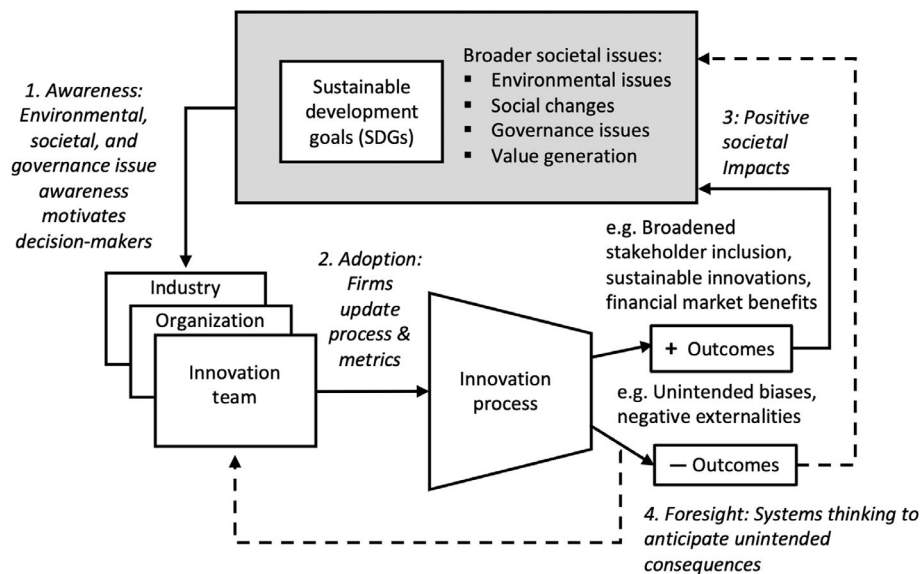 Sustainable
development
goals (SDGs)
Broader societal issues:
▪ Environmental issues
▪ Social changes
▪ Governance issues
▪ Value generation
1. Awareness:
Environmental,
societal, and
governance issue
awareness
motivates
decision-makers
3: Positive
societal
Impacts
Industry
Organization
Innovation
team
2. Adoption:
Firms
update
process &
metrics
Innovation
process
e.g. Broadened
stakeholder inclusion,
sustainable innovations,
financial market benefits
+ Outcomes
e.g. Unintended biases,
negative externalities
— Outcomes
4. Foresight: Systems thinking to
anticipate unintended
consequences